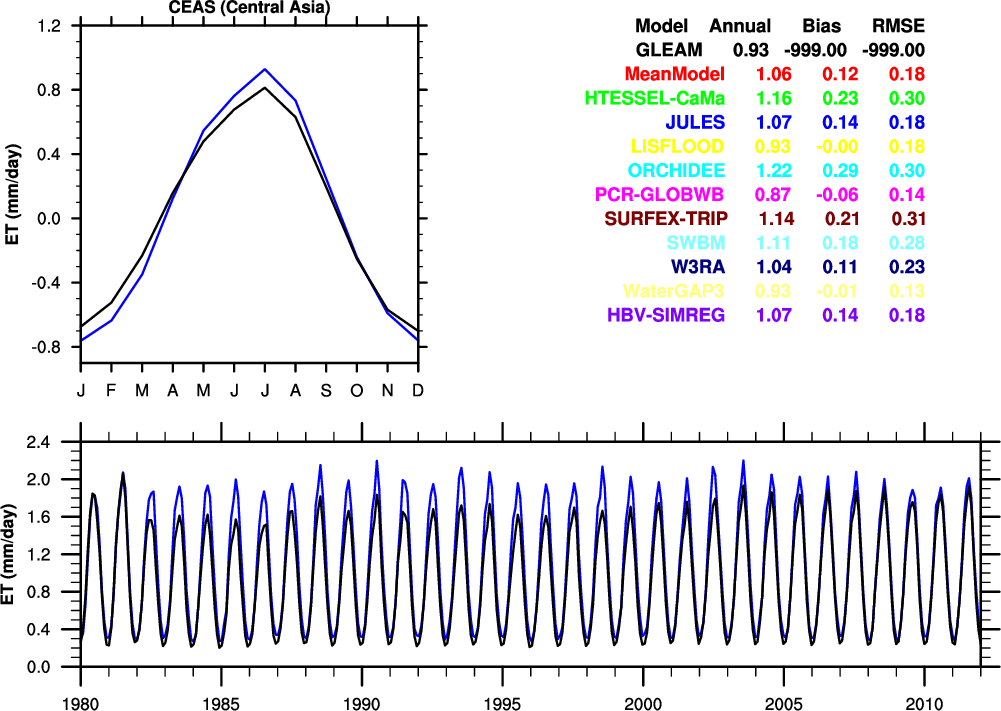 CEAS (Central Asia)
1.2
0.8
0.4
0.0
-0.4
-0.8
ET (mm/day)
J F M A M J J A S O N D
Model Annual Bias RMSE
GLEAM 0.93 -999.00 -999.00
MeanModel 1.06 0.12 0.18
HTESSEL-CaMa 1.16 0.23 0.30
JULES 1.07 0.14 0.18
LISFLOOD 0.93 -0.00 0.18
ORCHIDEE 1.22 0.29 0.30
PCR-GLOBWB 0.87 -0.06 0.14
SURFEX-TRIP 1.14 0.21 0.31
SWBM 1.11 0.18 0.28
W3RA 1.04 0.11 0.23
WaterGAP3 0.93 -0.01 0.13
HBV-SIMREG 1.07 0.14 0.18
2.4
2.0
1.6
1.2
0.8
0.4
0.0
ET (mm/day)
1980 1985 1990 1995 2000 2005 2010